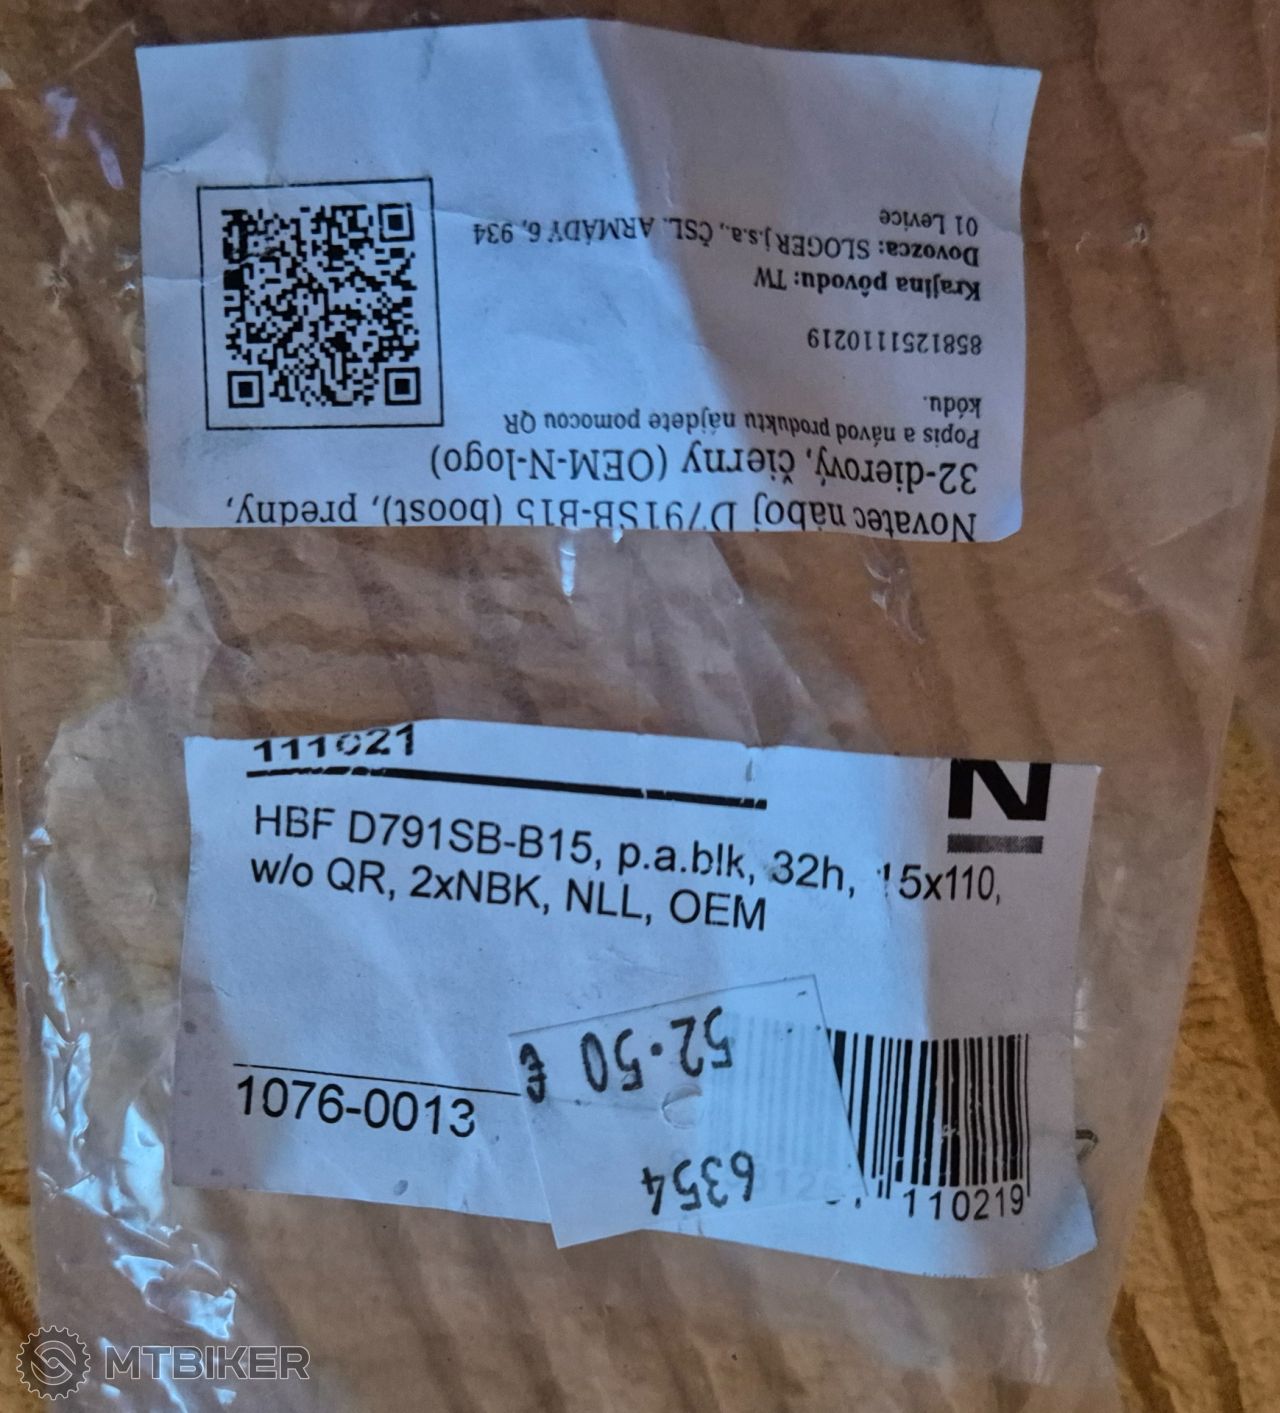 Novatec náboj D791SB-B15 (boost), predny,
32-dierový, čierny (OEM-N-logo)
Popis a návod produktu nájdete pomocou QR
kódu.
8581251110219
Krajina pôvodu: TW
Dovozca: SLOGER j.s.a., ČSL. ARMÁDY 6, 934
01 Levice
111021
N
HBF D791SB-B15, p.a.blk, 32h, 15x110,
w/o QR, 2xNBK, NLL, OEM
52.50 €
1076-0013
6354
110219
MTBIKER